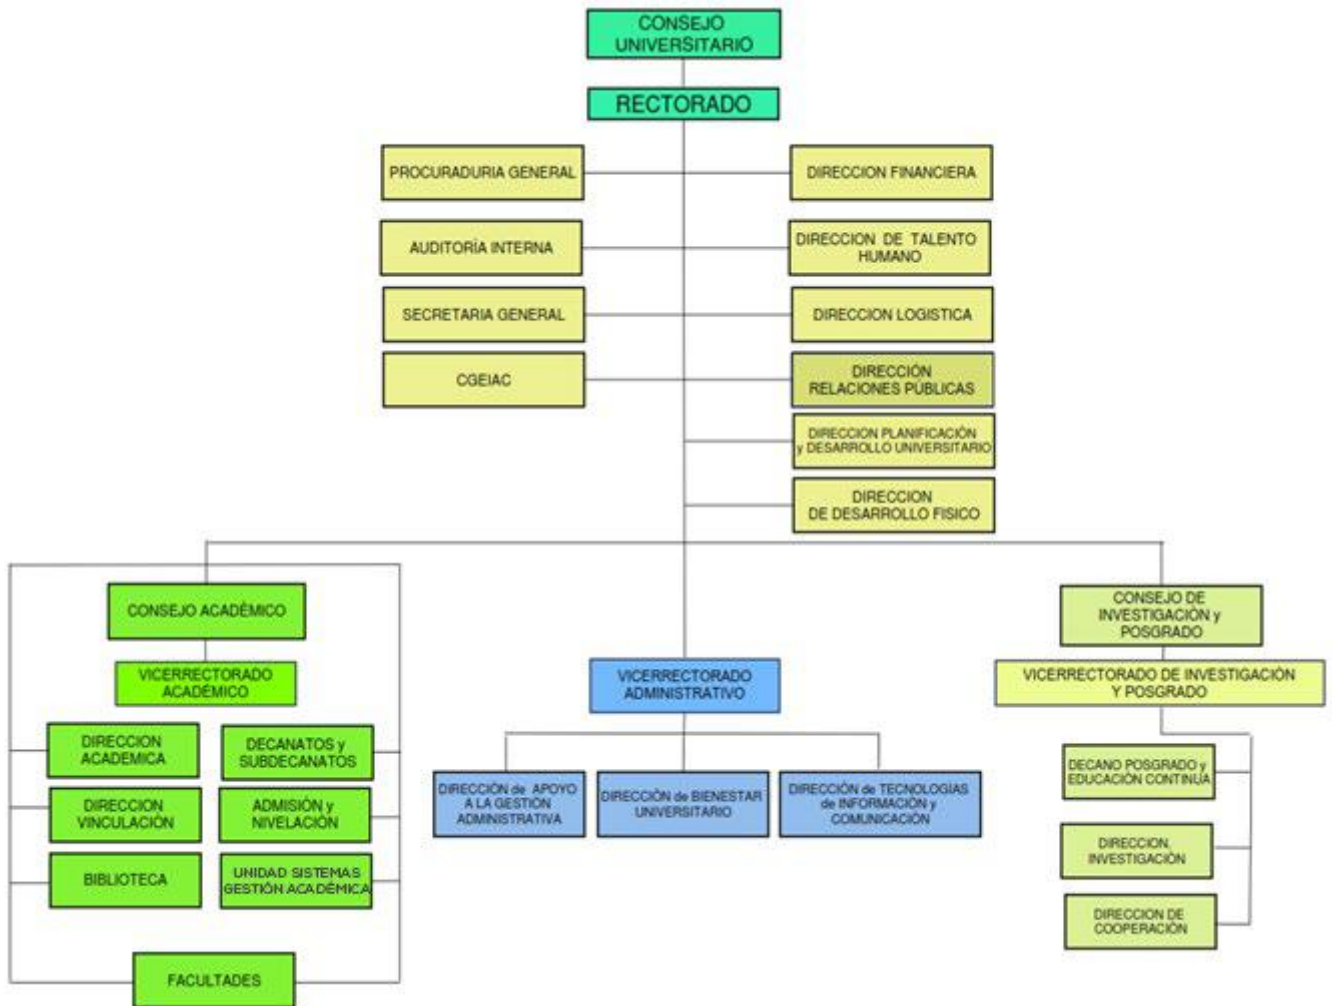 CONSEJO
UNIVERSITARIO
RECTORADO
PROCURADURIA GENERAL
DIRECCION FINANCIERA
AUDITORÍA INTERNA
DIRECCION DE TALENTO
HUMANO
SECRETARIA GENERAL
DIRECCION LOGISTICA
CGEIAC
DIRECCIÓN
RELACIONES PÚBLICAS
DIRECCION PLANIFICACIÓN
y DESARROLLO UNIVERSITARIO
DIRECCION
DE DESARROLLO FISICO
CONSEJO ACADÉMICO
VICERRECTORADO
ACADÉMICO
DIRECCION
ACADEMICA
DECANATOS y
SUBDECANATOS
DIRECCION
VINCULACIÓN
ADMISIÓN y
NIVELACIÓN
BIBLIOTECA
UNIDAD SISTEMAS
GESTIÓN ACADÉMICA
FACULTADES
VICERRECTORADO
ADMINISTRATIVO
DIRECCIÓN de APOYO
A LA GESTIÓN
ADMINISTRATIVA
DIRECCIÓN de BIENESTAR
UNIVERSITARIO
DIRECCIÓN de TECNOLOGÍAS
de INFORMACIÓN y
COMUNICACIÓN
CONSEJO DE
INVESTIGACIÓN y
POSGRADO
VICERRECTORADO DE INVESTIGACIÓN
Y POSGRADO
DECANO POSGRADO y
EDUCACIÓN CONTINUA
DIRECCION,
INVESTIGACIÓN
DIRECCION DE
COOPERACIÓN